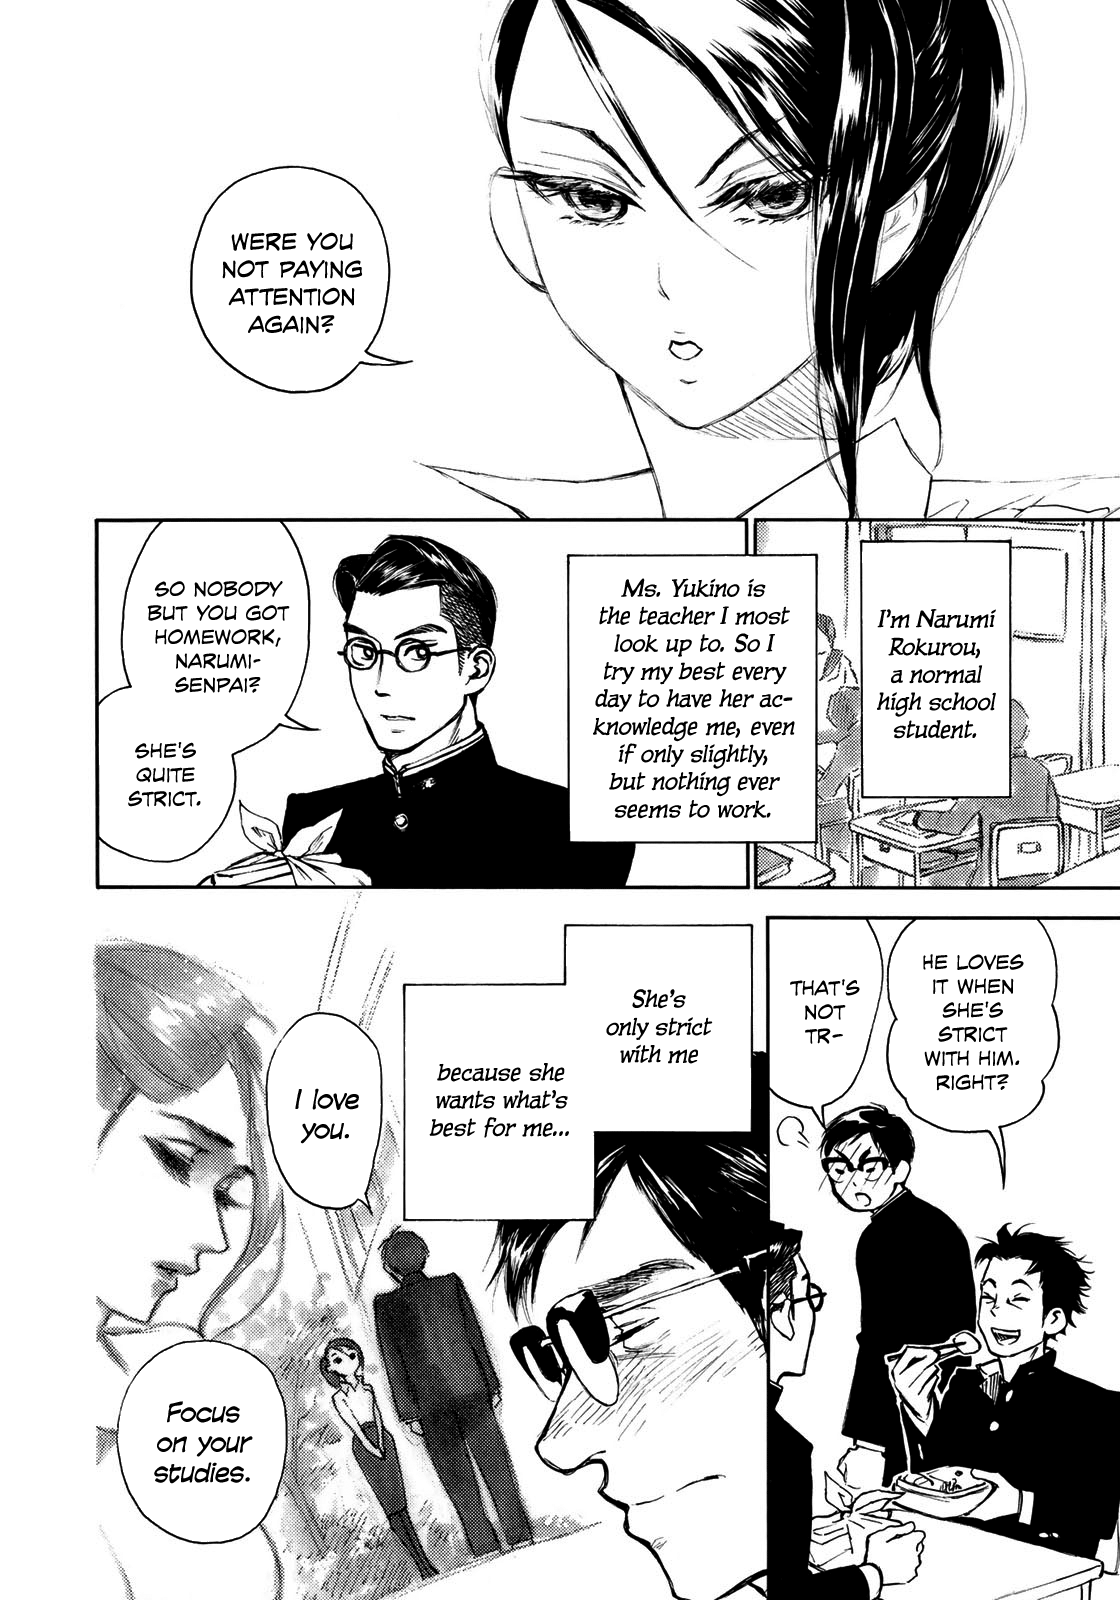 WERE YOU
NOT PAYING
ATTENTION
AGAIN?
I'm Narumi
Rokurou,
a normal
high school
student.
Ms. Yukino is
the teacher I most
look up to. So I
try my best every
day to have her ac-
knowledge me, even
if only slightly,
but nothing ever
seems to work.
SO NOBODY
BUT YOU GOT
HOMEWORK,
NARUMI-
SENPAI?
SHE'S
QUITE
STRICT.
HE LOVES
IT WHEN
SHE'S
STRICT
WITH HIM.
RIGHT?
THAT'S
NOT
TR-
She's
only strict
with me
because she
wants what's
best for me...
I love
you.
Focus
on your
studies.